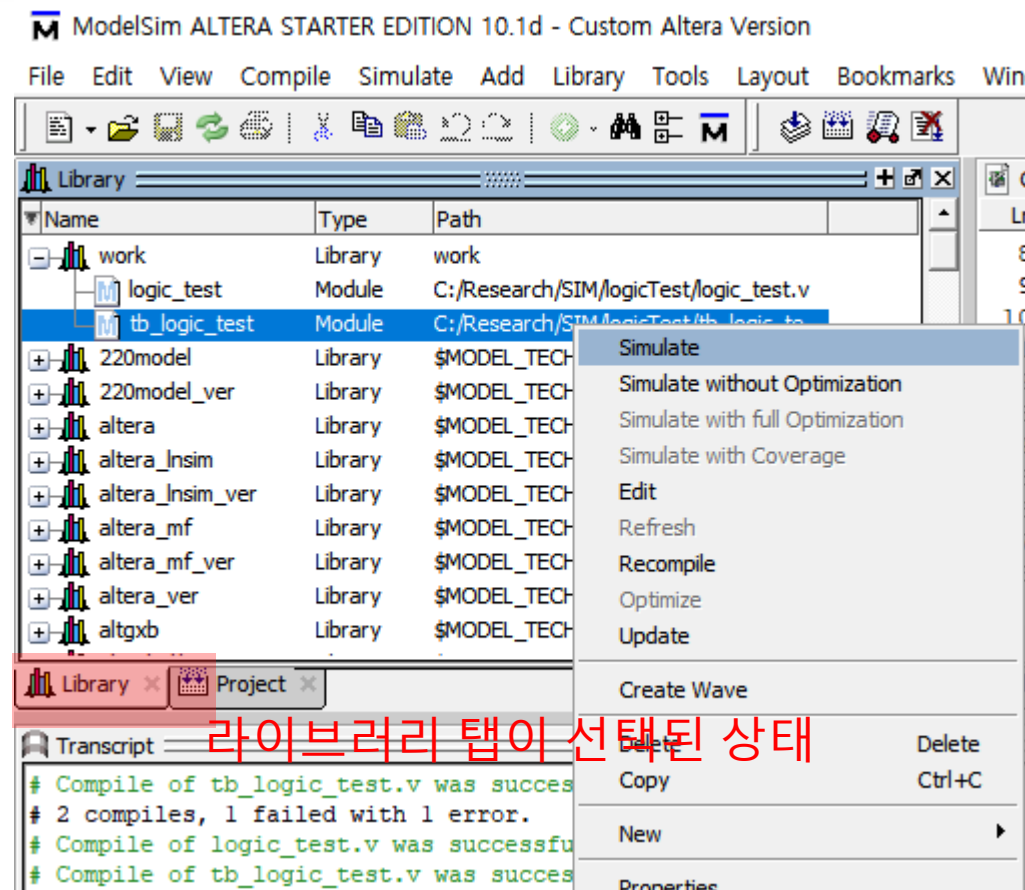 ModelSim ALTERA STARTER EDITION 10.1d - Custom Altera Version
File Edit View Compile Simulate Add Library Tools Layout Bookmarks Win
Library
Name Type Path
work Library work
logic_test Module C:/Research/SIM/logicTest/logic_test.v
tb_logic_test Module C:/Research/SIM/logicTest/tb_logic_te
220model Library $MODEL_TECH
220model_ver Library $MODEL_TECH
altera Library $MODEL_TECH
altera_lnsim Library $MODEL_TECH
altera_lnsim_ver Library $MODEL_TECH
altera_mf Library $MODEL_TECH
altera_mf_ver Library $MODEL_TECH
altera_ver Library $MODEL_TECH
altgxb Library $MODEL_TECH
Simulate
Simulate without Optimization
Simulate with full Optimization
Simulate with Coverage
Edit
Refresh
Recompile
Optimize
Update
Create Wave
Delete Delete
Copy Ctrl+C
New
Properties
Library Project
라이브러리 탭이 선택된 상태
Transcript
# Compile of tb_logic_test.v was succes
# 2 compiles, 1 failed with 1 error.
# Compile of logic_test.v was successfu
# Compile of tb_logic_test.v was succes